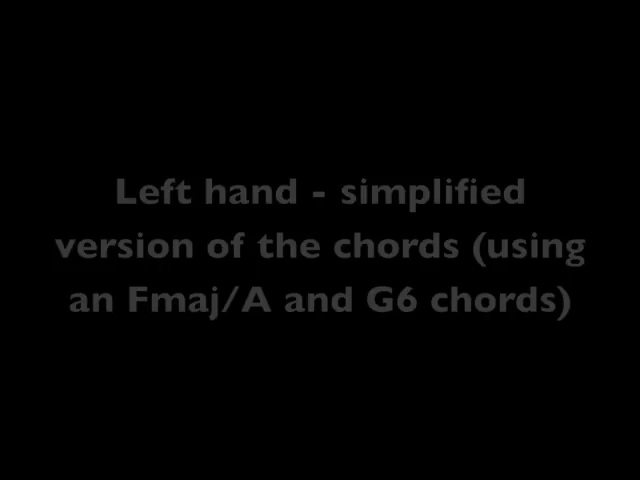 Left hand - simplified
version of the chords (using
an Fmaj/A and G6 chords)